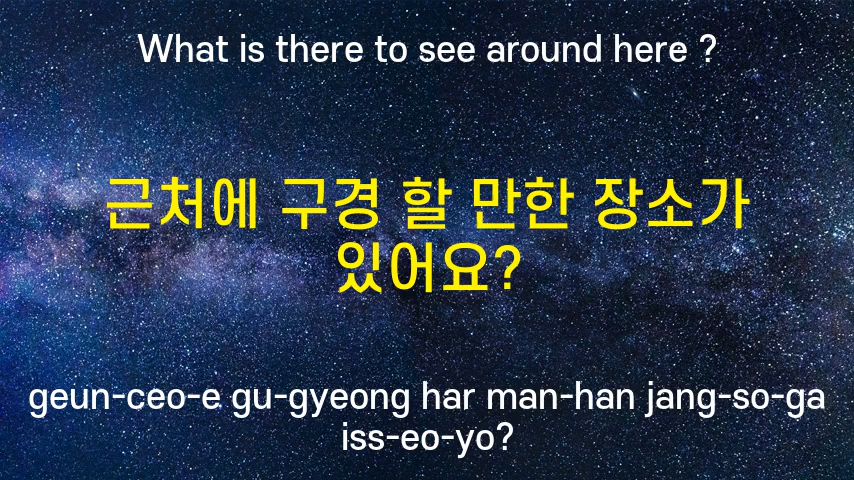 What is there to see around here ?
근처에 구경 할 만한 장소가
있어요?
geun-ceo-e gu-gyeong har man-han jang-so-ga
iss-eo-yo?